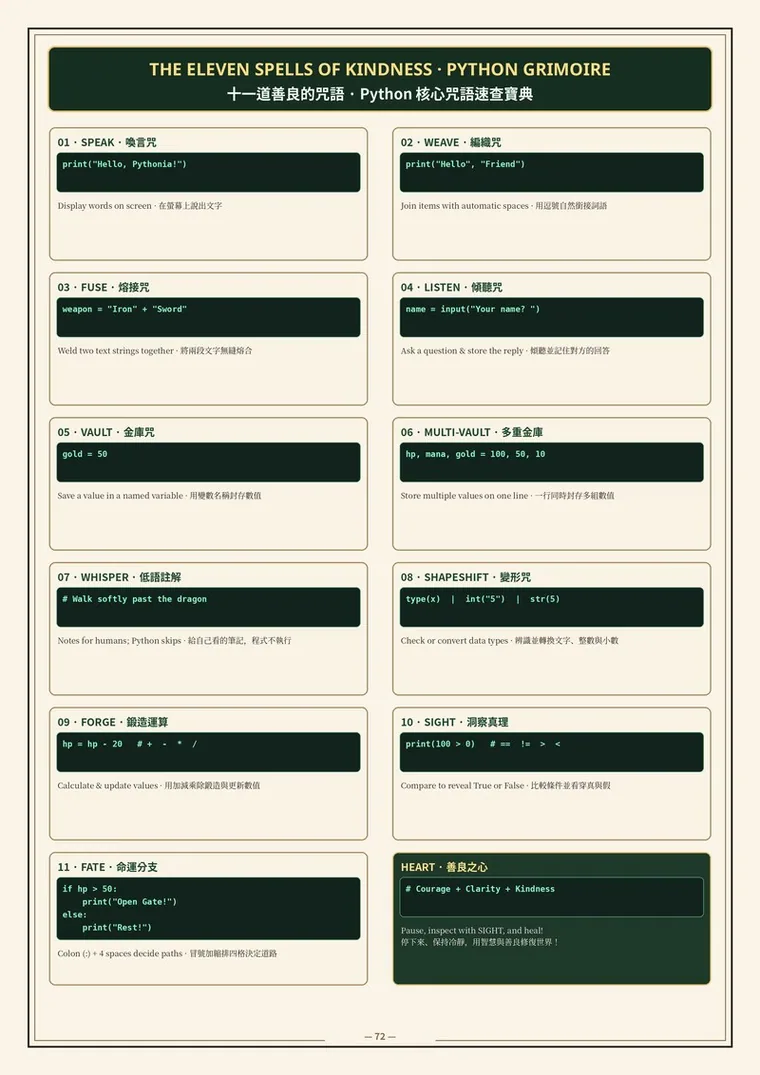 THE ELEVEN SPELLS OF KINDNESS · PYTHON GRIMOIRE
十一道善良的咒語 · Python 核心咒語速查寶典
01 · SPEAK · 喚言咒
print("Hello, Pythonia!")
Display words on screen · 在螢幕上說出文字
02 · WEAVE · 編織咒
print("Hello", "Friend")
Join items with automatic spaces · 用逗號自然銜接詞語
03 · FUSE · 熔接咒
weapon = "Iron" + "Sword"
Weld two text strings together · 將兩段文字無縫熔合
04 · LISTEN · 傾聽咒
name = input("Your name? ")
Ask a question & store the reply · 傾聽並記住對方的回答
05 · VAULT · 金庫咒
gold = 50
Save a value in a named variable · 用變數名稱封存數值
06 · MULTI-VAULT · 多重金庫
hp, mana, gold = 100, 50, 10
Store multiple values on one line · 一行同時封存多組數值
07 · WHISPER · 低語註解
# Walk softly past the dragon
Notes for humans; Python skips · 給自己看的筆記，程式不執行
08 · SHAPESHIFT · 變形咒
type(x)  |  int("5")  |  str(5)
Check or convert data types · 辨識並轉換文字、整數與小數
09 · FORGE · 鍛造運算
hp = hp - 20   # +  -  *  /
Calculate & update values · 用加減乘除鍛造與更新數值
10 · SIGHT · 洞察真理
print(100 > 0)   # ==  !=  >  <
Compare to reveal True or False · 比較條件並看穿真與假
11 · FATE · 命運分支
if hp > 50:
    print("Open Gate!")
else:
    print("Rest!")
Colon (:) + 4 spaces decide paths · 冒號加縮排四格決定道路
HEART · 善良之心
# Courage + Clarity + Kindness
Pause, inspect with SIGHT, and heal!
停下來、保持冷靜，用智慧與善良修復世界！
— 72 —